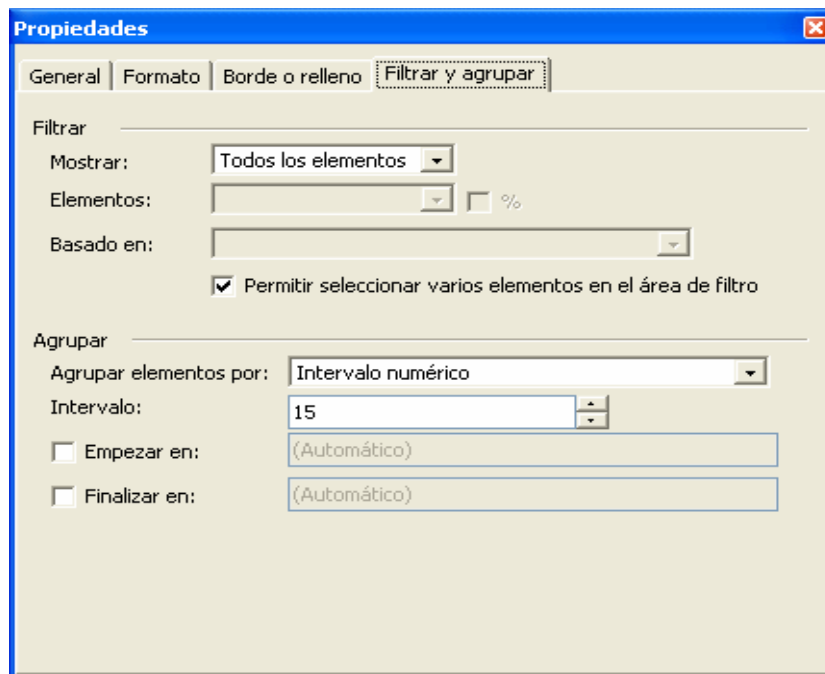 Propiedades
General Formato Borde o relleno Filtrar y agrupar
Filtrar
Mostrar: Todos los elementos
Elementos: %
Basado en:
Permitir seleccionar varios elementos en el área de filtro
Agrupar
Agrupar elementos por: Intervalo numérico
Intervalo: 15
Empezar en: (Automático)
Finalizar en: (Automático)